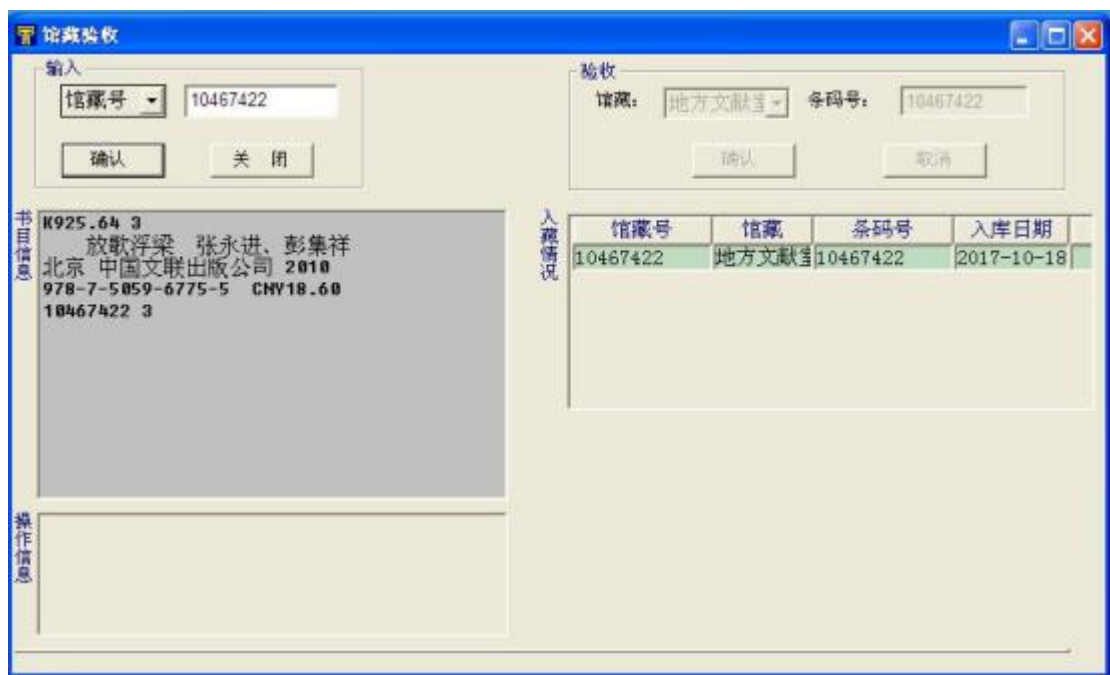 馆藏验收
输入
馆藏号 10467422
确认 关 闭
验收
馆藏: 地方文献室 条码号: 10467422
确认 取消
书目信息
K925.64 3
放歌浮梁 张永进、彭集祥
北京 中国文联出版公司 2010
978-7-5059-6775-5 CNY18.60
10467422 3
入藏情况
馆藏号 馆藏 条码号 入库日期
10467422 地方文献室 10467422 2017-10-18
操作信息